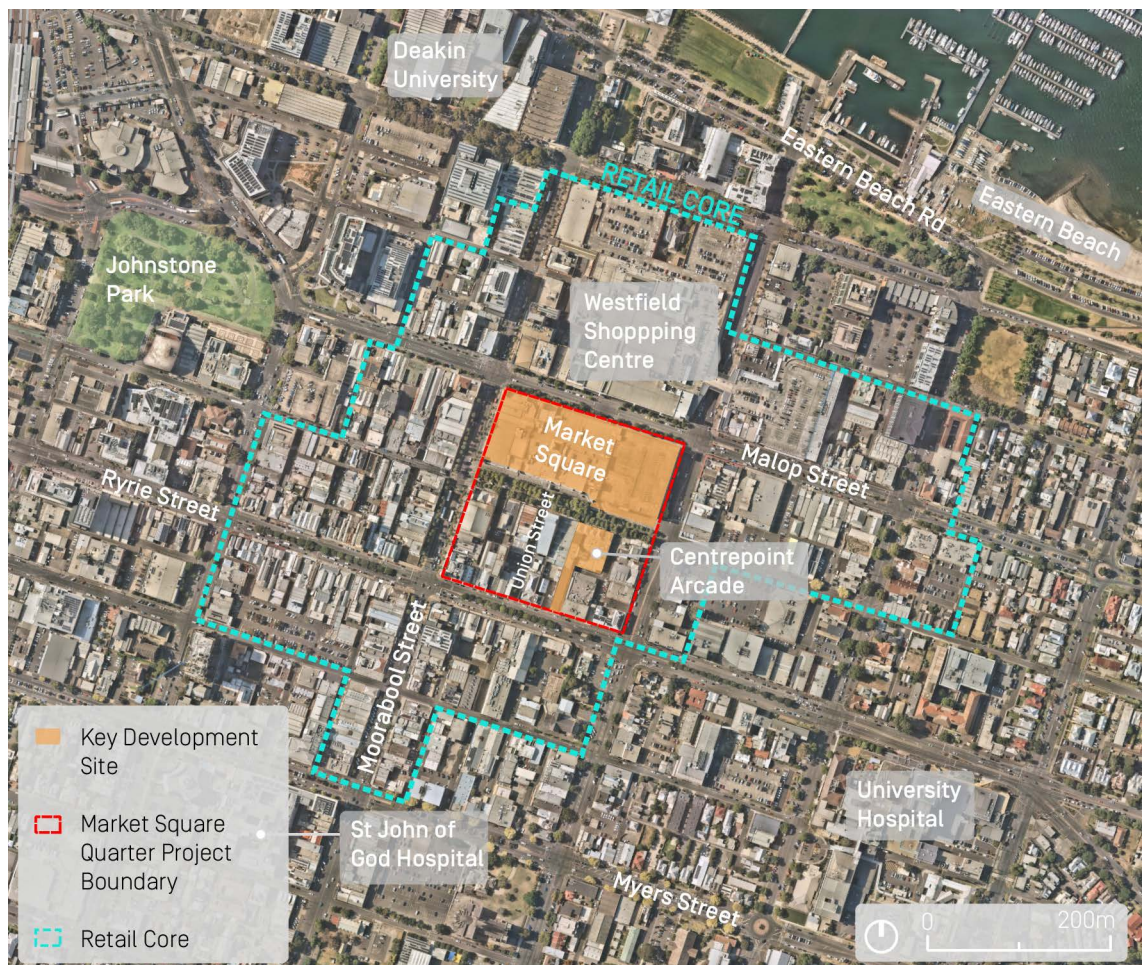 Deakin
University
Eastern Beach Rd
Eastern Beach
RETAIL CORE
Johnstone
Park
Westfield
Shoppping
Centre
Market
Square
Malop Street
Ryrie Street
Union Street
Centrepoint
Arcade
Moorabool Street
Key Development
Site
Market Square
Quarter Project
Boundary
Retail Core
St John of
God Hospital
University
Hospital
Myers Street
0 200m